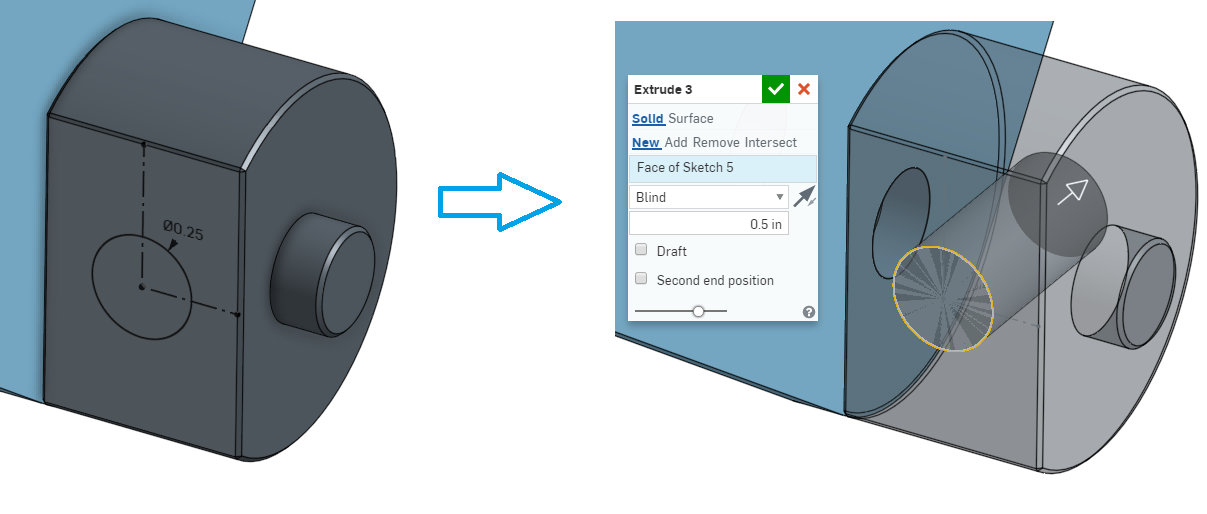 Ø0.25
Extrude 3
Solid Surface
New Add Remove Intersect
Face of Sketch 5
Blind
0.5 in
Draft
Second end position
?